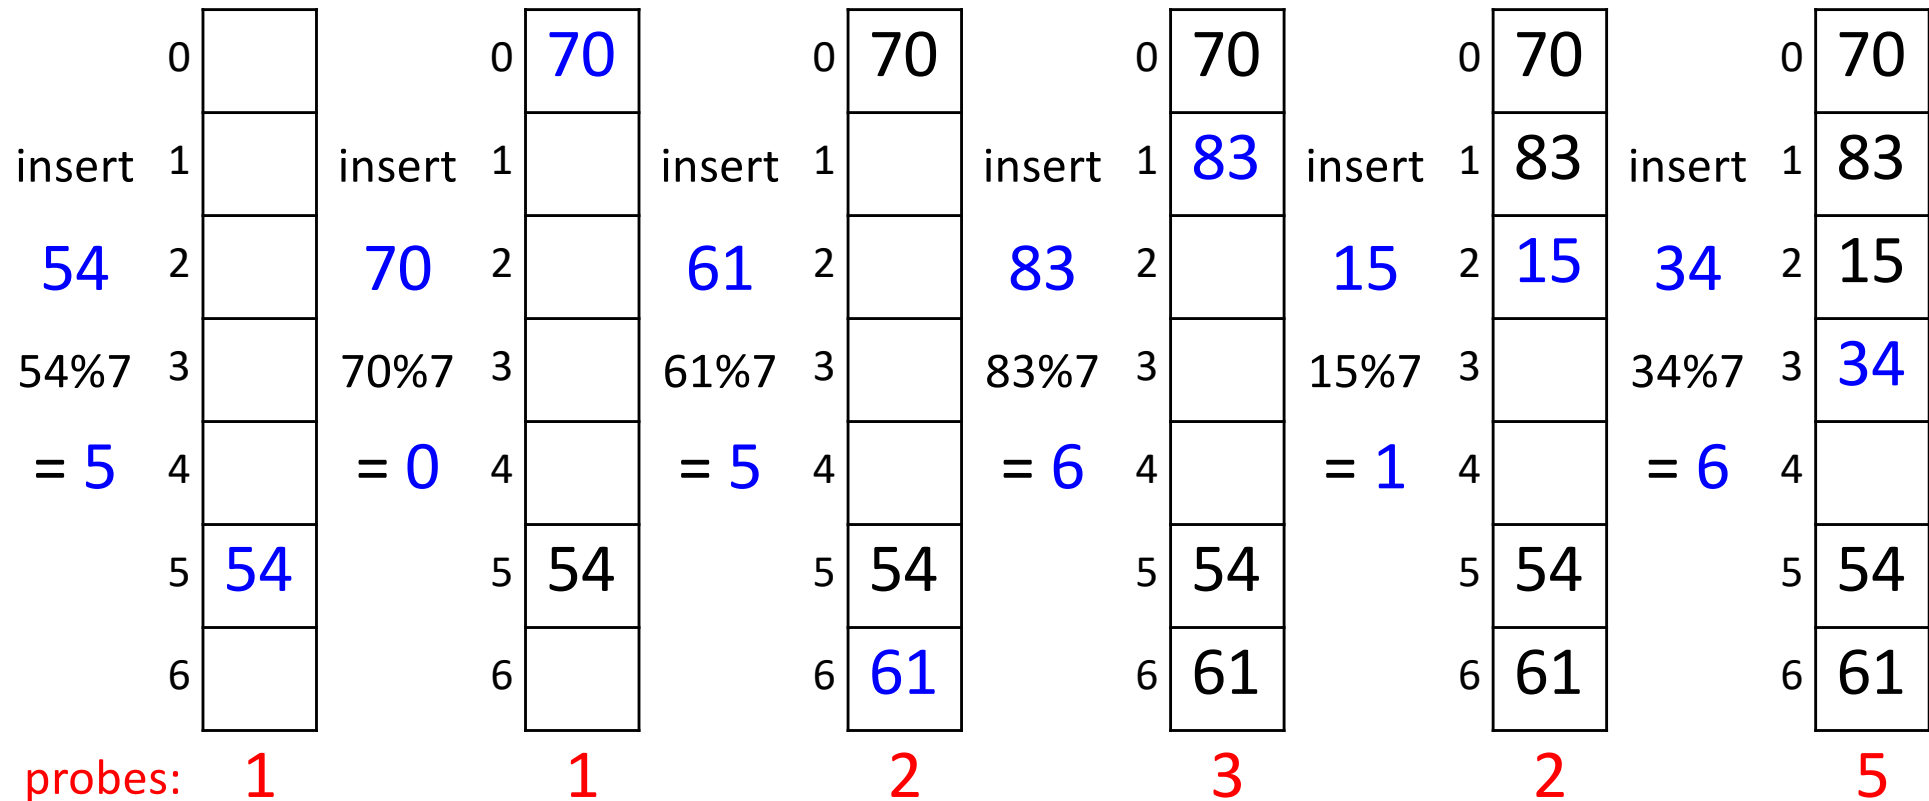 0 0 70 0 70 0 70 0 70 0 70
insert 1 insert 1 insert 1 insert 1 83 insert 1 83 insert 1 83
54 2 70 2 61 2 83 2 15 2 15 34 2 15
54%7 3 70%7 3 61%7 3 83%7 3 15%7 3 34%7 3 34
= 5 4 = 0 4 = 5 4 = 6 4 = 1 4 = 6 4
5 54 5 54 5 54 5 54 5 54 5 54
6 6 6 61 6 61 6 61 6 61
probes: 1 1 2 3 2 5